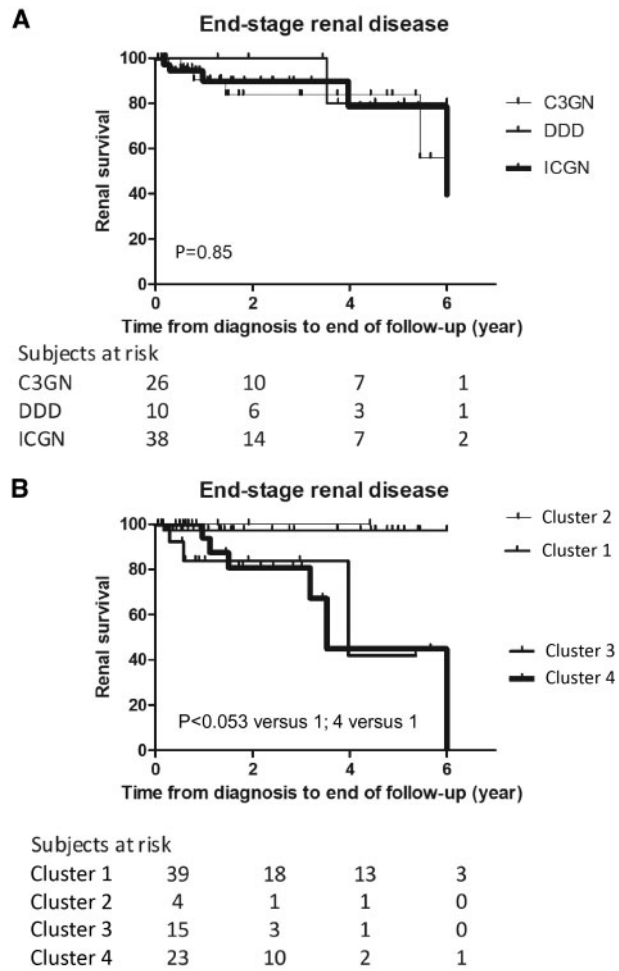 A
End-stage renal disease
100
80
60
40
20
0
Renal survival
C3GN
DDD
ICGN
P=0.85
0 2 4 6
Time from diagnosis to end of follow-up (year)
Subjects at risk
C3GN 26 10 7 1
DDD 10 6 3 1
ICGN 38 14 7 2
B
End-stage renal disease
100
80
60
40
20
0
Renal survival
Cluster 2
Cluster 1
Cluster 3
Cluster 4
P<0.053 versus 1; 4 versus 1
0 2 4 6
Time from diagnosis to end of follow-up (year)
Subjects at risk
Cluster 1 39 18 13 3
Cluster 2 4 1 1 0
Cluster 3 15 3 1 0
Cluster 4 23 10 2 1